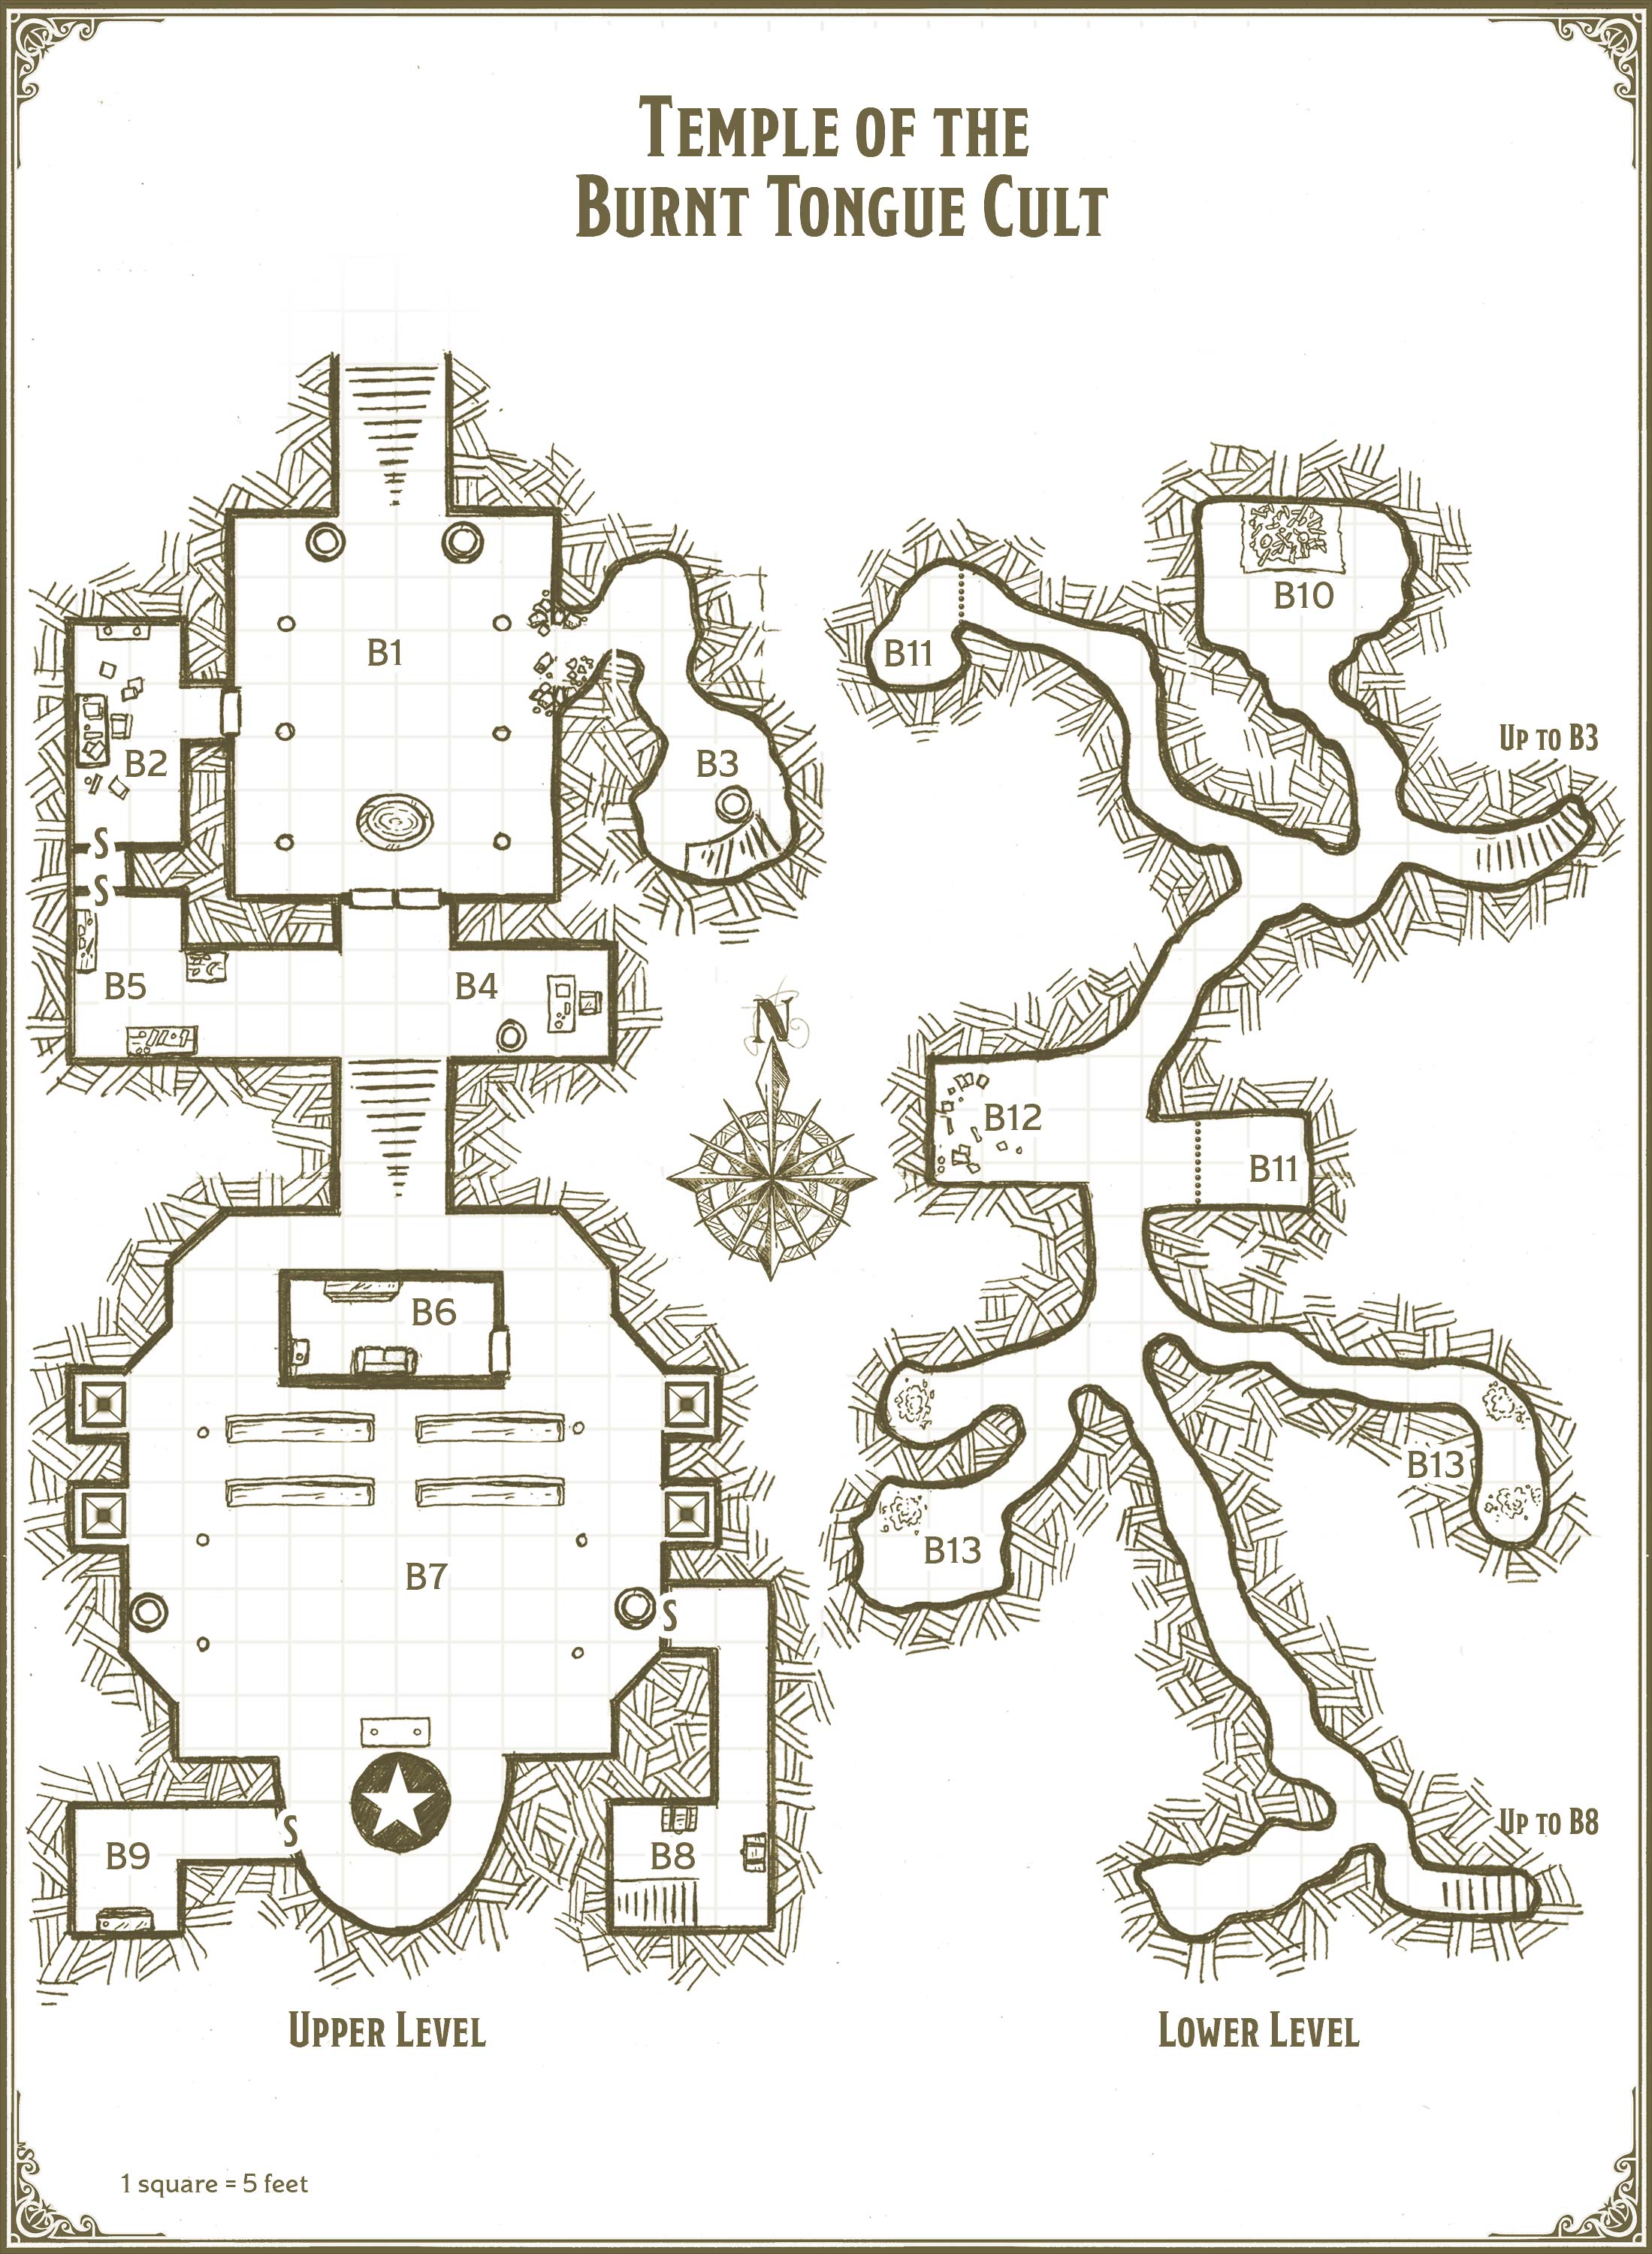 TEMPLE OF THE
BURNT TONGUE CULT
B1
B2
B3
S
S
B5
B4
N
B6
B7
S
S
B9
B8
UPPER LEVEL
B10
B11
UP TO B3
B12
B11
B13
B13
UP TO B8
LOWER LEVEL
1 square = 5 feet